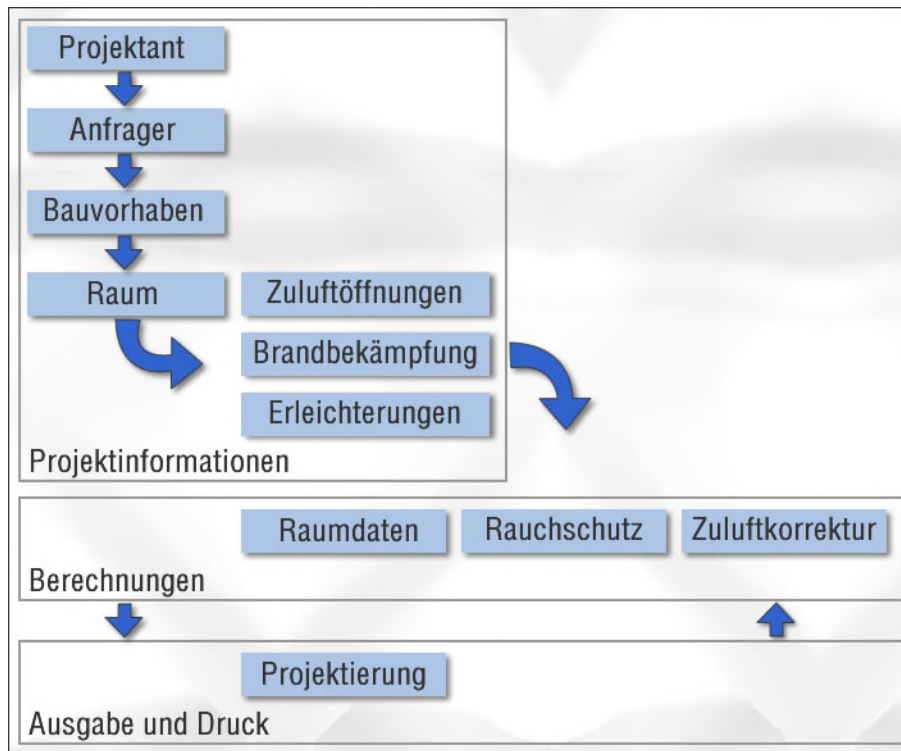 Projektant
Anfrager
Bauvorhaben
Raum
Zuluftöffnungen
Brandbekämpfung
Erleichterungen
Projektinformationen
Raumdaten
Rauchschutz
Zuluftkorrektur
Berechnungen
Projektierung
Ausgabe und Druck